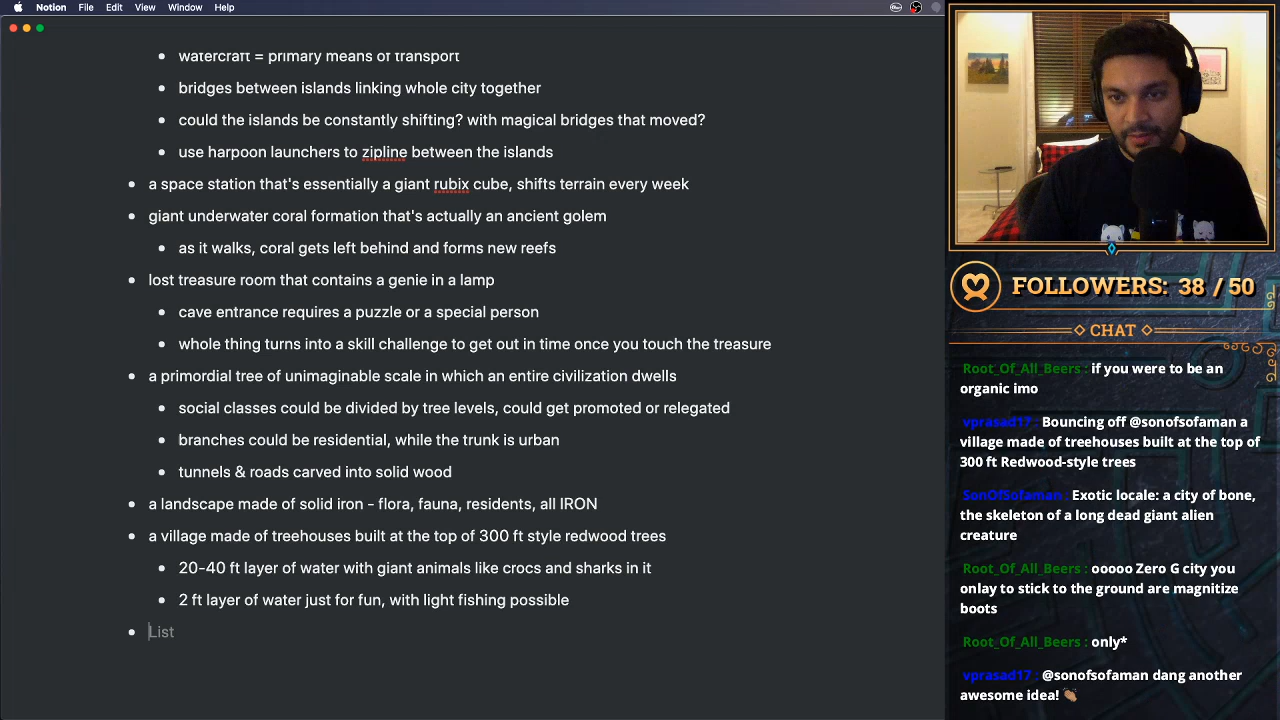 Notion File Edit View Window Help
watercraft = primary means of transport
bridges between islands linking whole city together
could the islands be constantly shifting? with magical bridges that moved?
use harpoon launchers to zipline between the islands
a space station that's essentially a giant rubix cube, shifts terrain every week
giant underwater coral formation that's actually an ancient golem
as it walks, coral gets left behind and forms new reefs
lost treasure room that contains a genie in a lamp
cave entrance requires a puzzle or a special person
whole thing turns into a skill challenge to get out in time once you touch the treasure
a primordial tree of unimaginable scale in which an entire civilization dwells
social classes could be divided by tree levels, could get promoted or relegated
branches could be residential, while the trunk is urban
tunnels & roads carved into solid wood
a landscape made of solid iron - flora, fauna, residents, all IRON
a village made of treehouses built at the top of 300 ft style redwood trees
20-40 ft layer of water with giant animals like crocs and sharks in it
2 ft layer of water just for fun, with light fishing possible
List
FOLLOWERS: 38 / 50
CHAT
Root_Of_All_Beers : if you were to be an
organic imo
vprasad17 : Bouncing off @sonofsofaman a
village made of treehouses built at the top of
300 ft Redwood-style trees
SonOfSofaman : Exotic locale: a city of bone,
the skeleton of a long dead giant alien
creature
Root_Of_All_Beers : ooooo Zero G city you
onlay to stick to the ground are magnitize
boots
Root_Of_All_Beers : only*
vprasad17 : @sonofsofaman dang another
awesome idea! 👏🏽